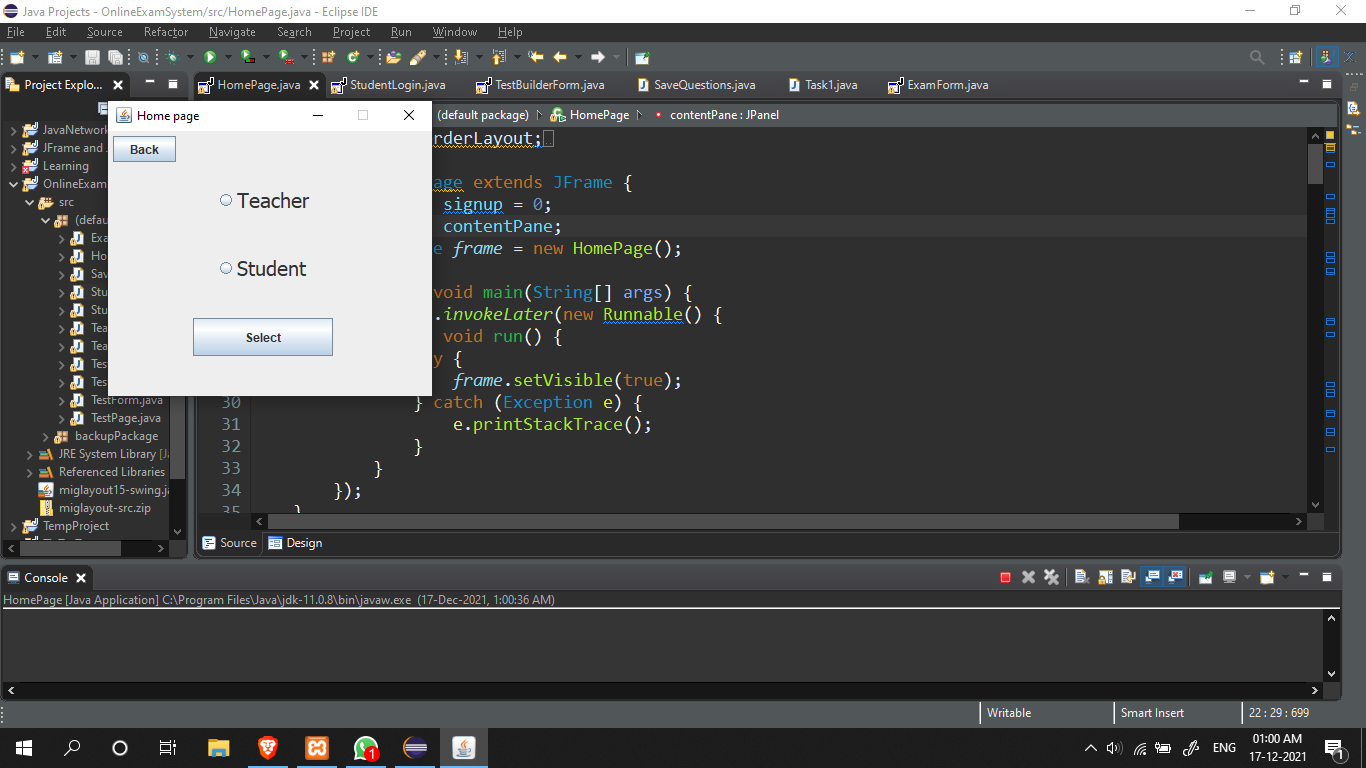 Java Projects - OnlineExamSystem/src/HomePage.java - Eclipse IDE
File Edit Source Refactor Navigate Search Project Run Window Help
Project Explo...
HomePage.java StudentLogin.java TestBuilderForm.java SaveQuestions.java Task1.java ExamForm.java
Home page
(default package) HomePage contentPane : JPanel
Back
Teacher
Student
Select
JavaNetwork
JFrame and
Learning
OnlineExam
src
(defau
Exa
Ho
Sav
Stu
Stu
Tea
Tea
Test
Test
TestForm.java
TestPage.java
backupPackage
JRE System Library [Ja
Referenced Libraries
miglayout15-swing.ja
miglayout-src.zip
TempProject
rderLayout;
age extends JFrame {
signup = 0;
contentPane;
e frame = new HomePage();
void main(String[] args) {
.invokeLater(new Runnable() {
void run() {
y {
frame.setVisible(true);
30 } catch (Exception e) {
31 e.printStackTrace();
32 }
33 }
34 });
35 }
Source Design
Console
HomePage [Java Application] C:\Program Files\Java\jdk-11.0.8\bin\javaw.exe (17-Dec-2021, 1:00:36 AM)
Writable Smart Insert 22 : 29 : 699
1
ENG
01:00 AM
17-12-2021
1